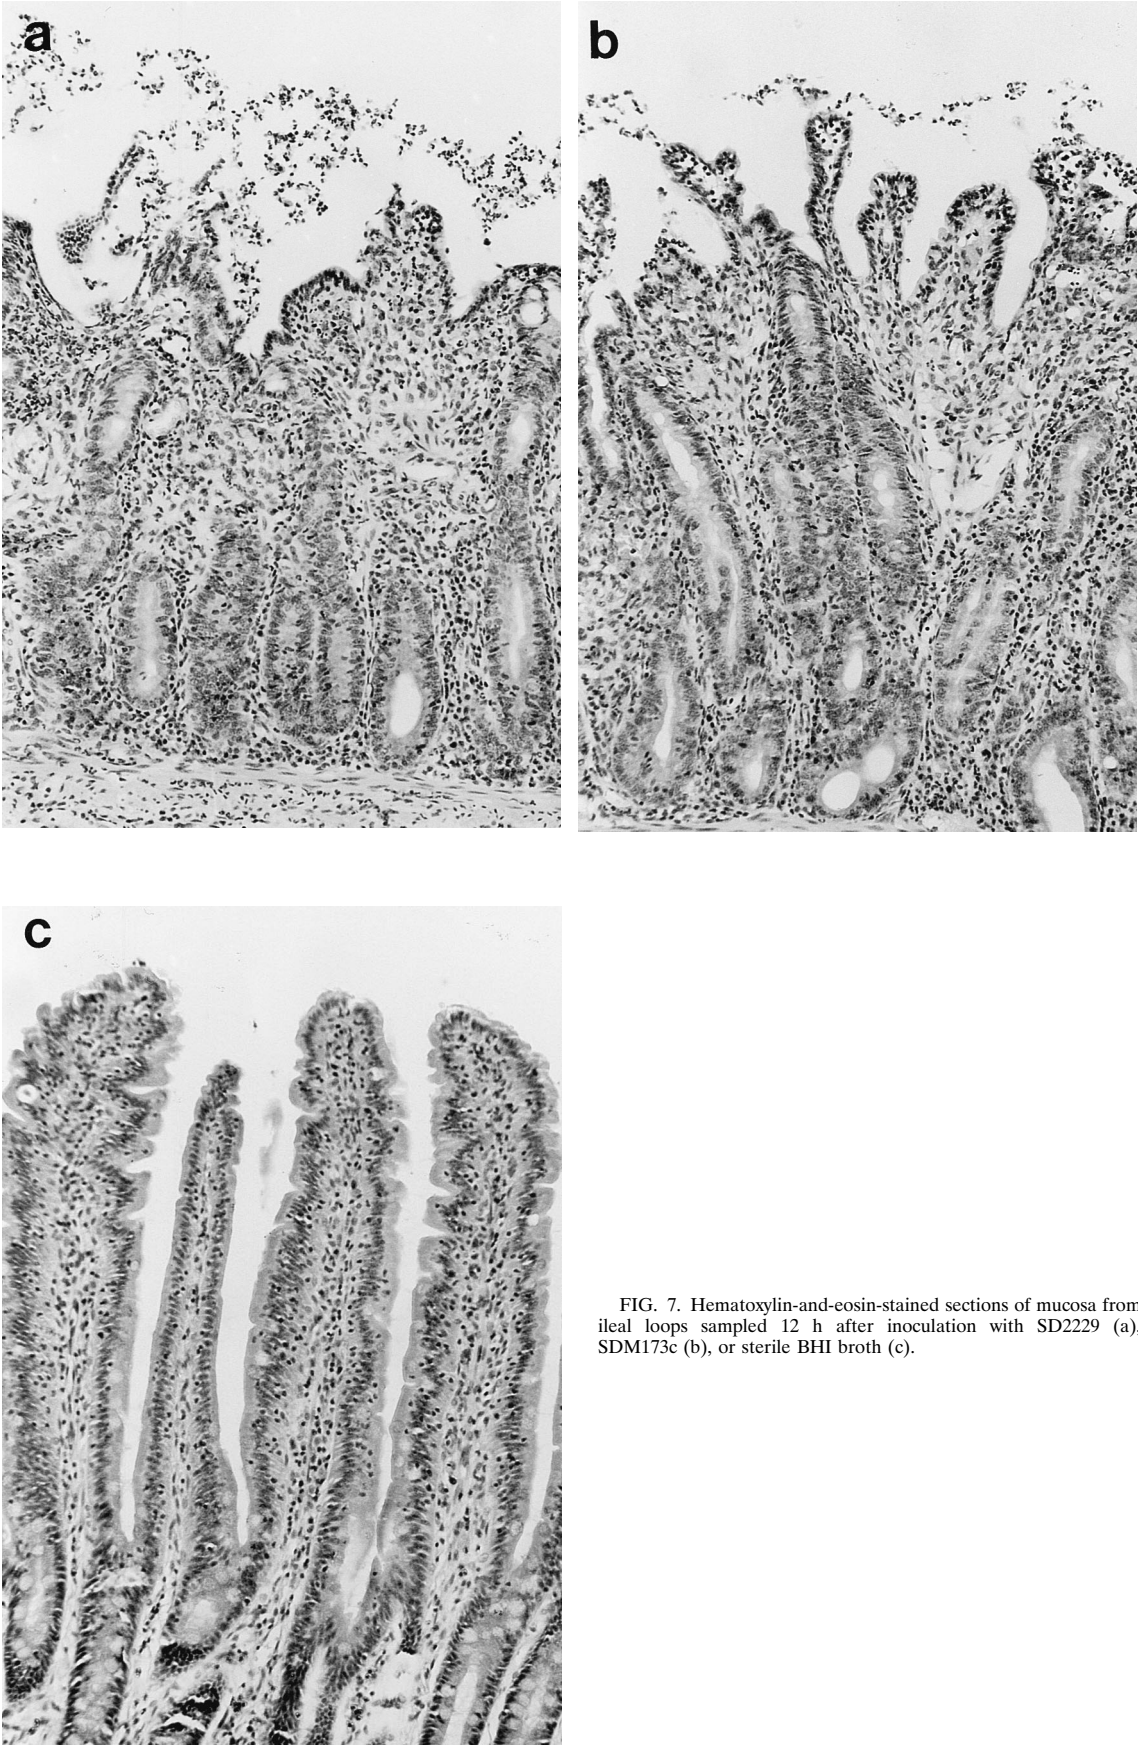 a
b
c
FIG. 7. Hematoxylin-and-eosin-stained sections of mucosa from
ileal loops sampled 12 h after inoculation with SD2229 (a),
SDM173c (b), or sterile BHI broth (c).